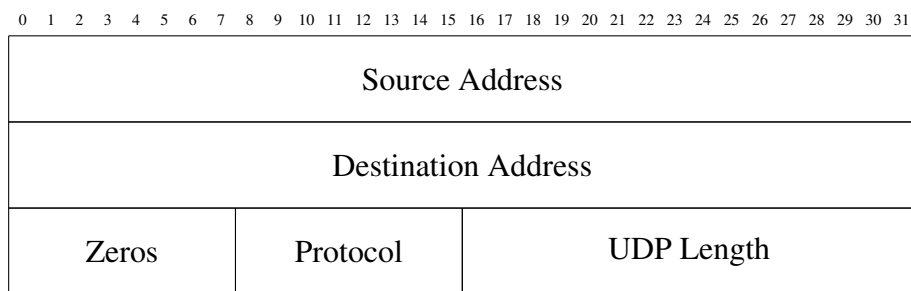 0 1 2 3 4 5 6 7 8 9 10 11 12 13 14 15 16 17 18 19 20 21 22 23 24 25 26 27 28 29 30 31
Source Address
Destination Address
Zeros Protocol UDP Length